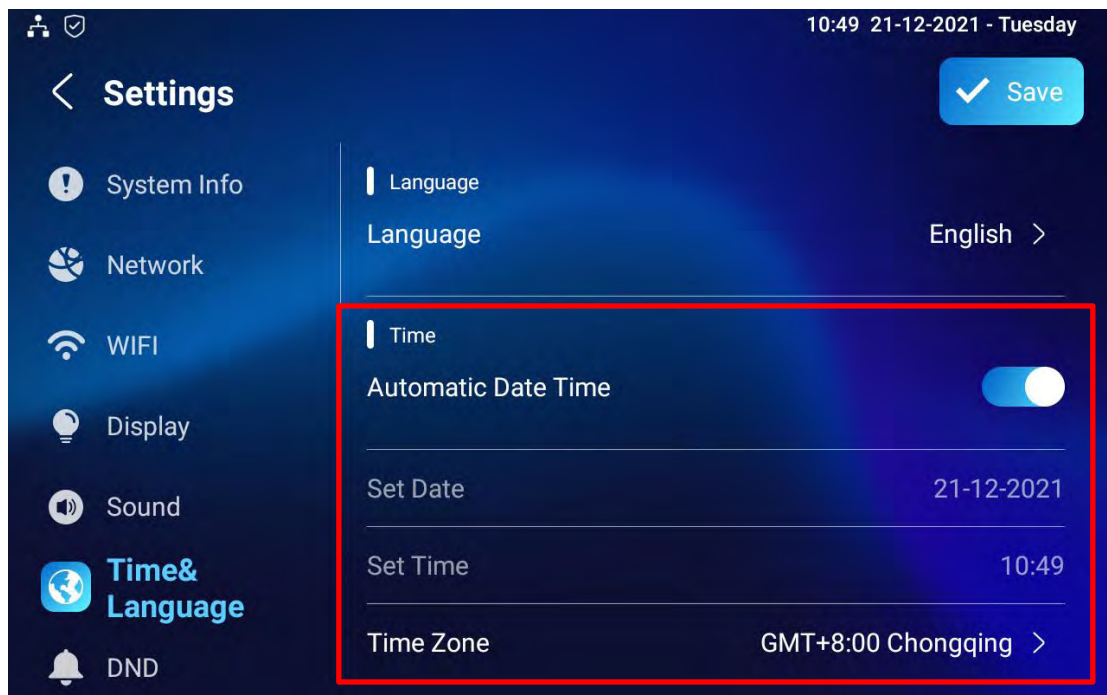 10:49 21-12-2021 - Tuesday
Settings
Save
System Info
Network
WIFI
Display
Sound
Time&
Language
DND
Language
Language
English
Time
Automatic Date Time
Set Date
21-12-2021
Set Time
10:49
Time Zone
GMT+8:00 Chongqing